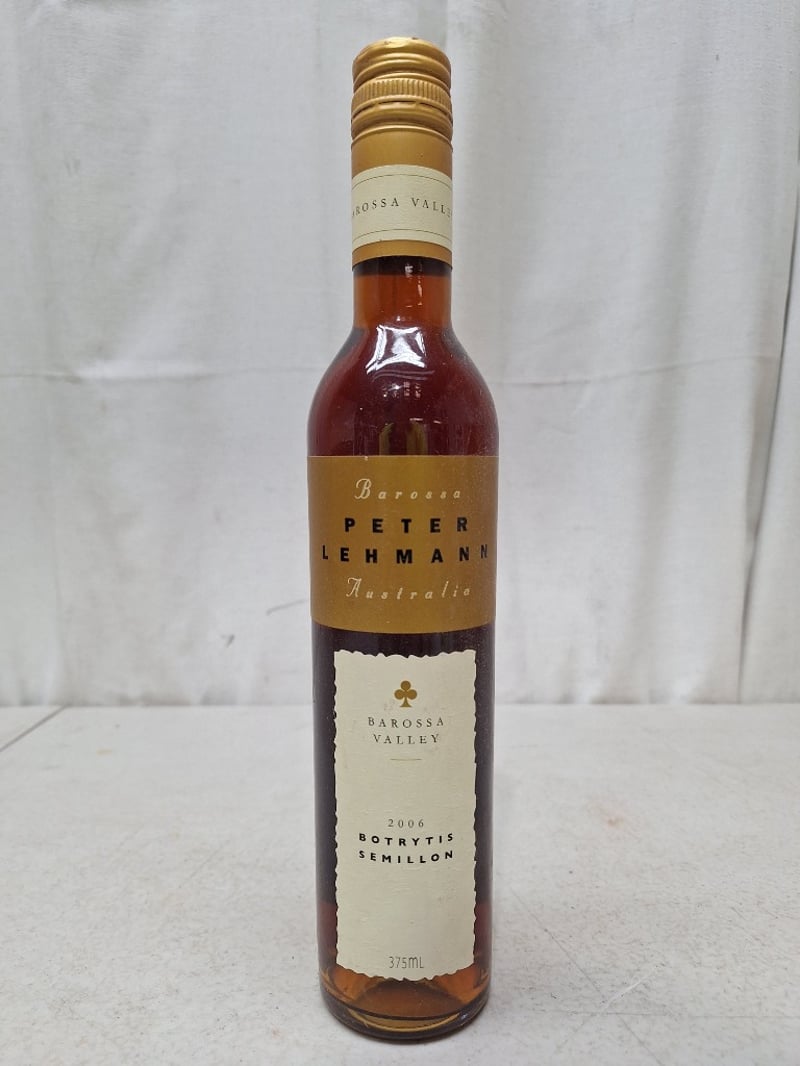 BAROSSA VALLEY
Barossa
PETER
LEHMANN
Australia
BAROSSA
VALLEY
2006
BOTRYTIS
SEMILLON
375mL